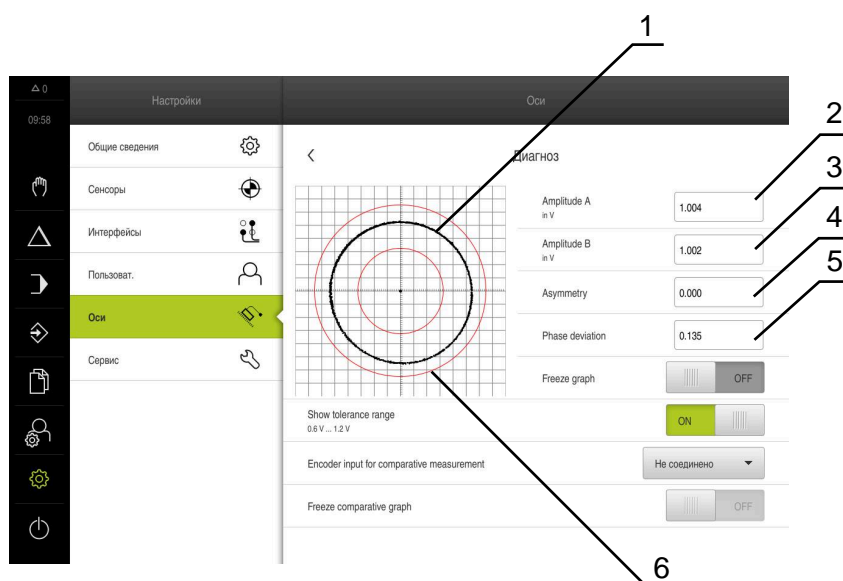 1
0
Настройки
Оси
09:58
2
Общие сведения
Диагноз
3
Сенсоры
Amplitude A
in V
1.004
4
Интерфейсы
Amplitude B
in V
1.002
5
Пользоват.
Asymmetry
0.000
Оси
Phase deviation
0.135
Сервис
Freeze graph
OFF
Show tolerance range
0.6 V ... 1.2 V
ON
Encoder input for comparative measurement
Не соединено
Freeze comparative graph
OFF
6